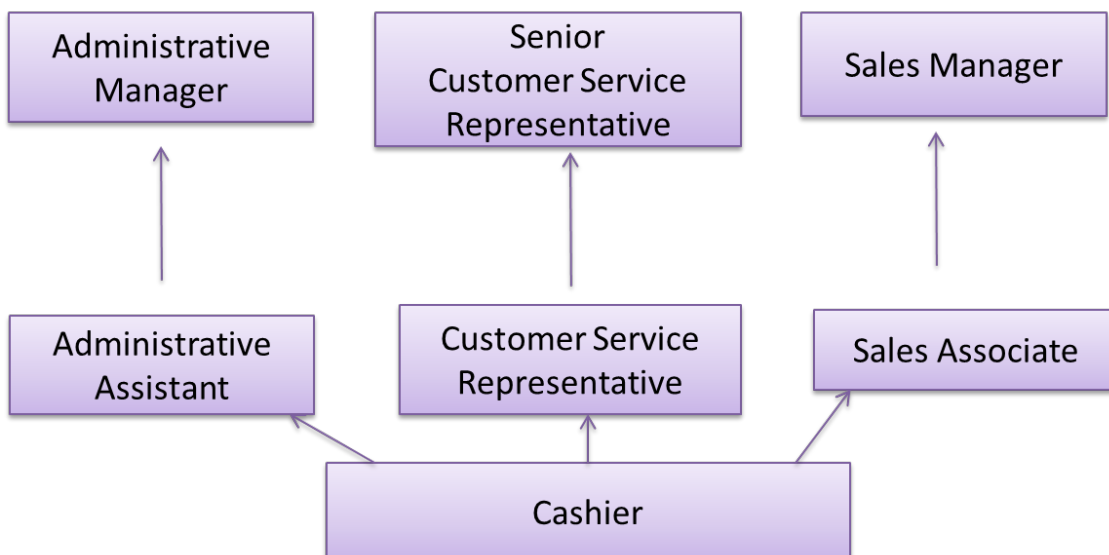 Administrative
Manager
Senior
Customer Service
Representative
Sales Manager
Administrative
Assistant
Customer Service
Representative
Sales Associate
Cashier